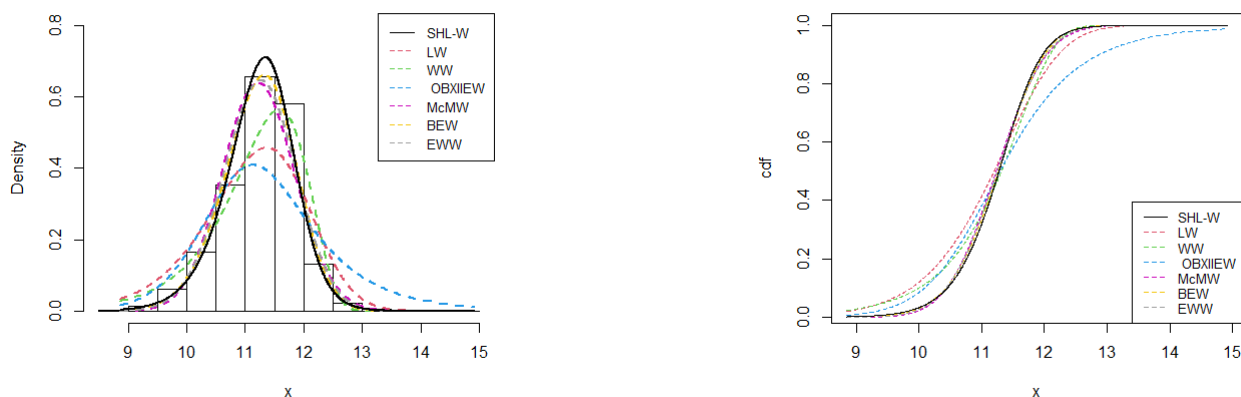 0.8
0.6
0.4
0.2
0.0
Density
SHL-W
LW
WW
OBXIIEW
McMW
BEW
EWW
9 10 11 12 13 14 15
x
1.0
0.8
0.6
0.4
0.2
0.0
cdf
SHL-W
LW
WW
OBXIIEW
McMW
BEW
EWW
9 10 11 12 13 14 15
x